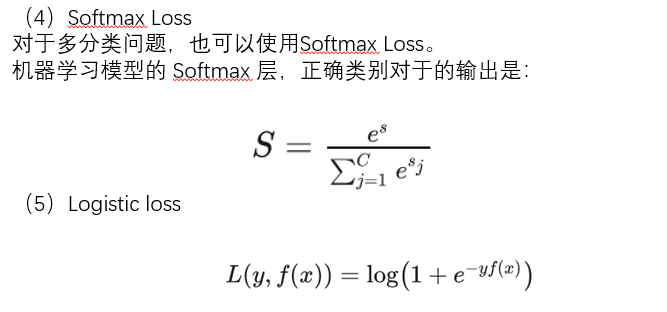 （4）Softmax Loss
对于多分类问题，也可以使用Softmax Loss。
机器学习模型的 Softmax 层，正确类别对于的输出是：
S = \frac{e^s}{\sum_{j=1}^{C} e^{s_j}}
（5）Logistic loss
L(y, f(x)) = log(1 + e^{-yf(x)})